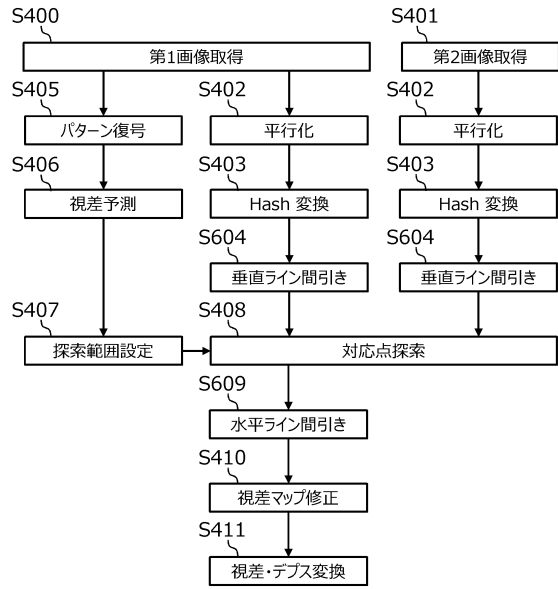 S400
第1画像取得
S401
第2画像取得
S405
パターン復号
S402
平行化
S402
平行化
S406
視差予測
S403
Hash 変換
S403
Hash 変換
S604
垂直ライン間引き
S604
垂直ライン間引き
S407
探索範囲設定
S408
対応点探索
S609
水平ライン間引き
S410
視差マップ修正
S411
視差・デプス変換